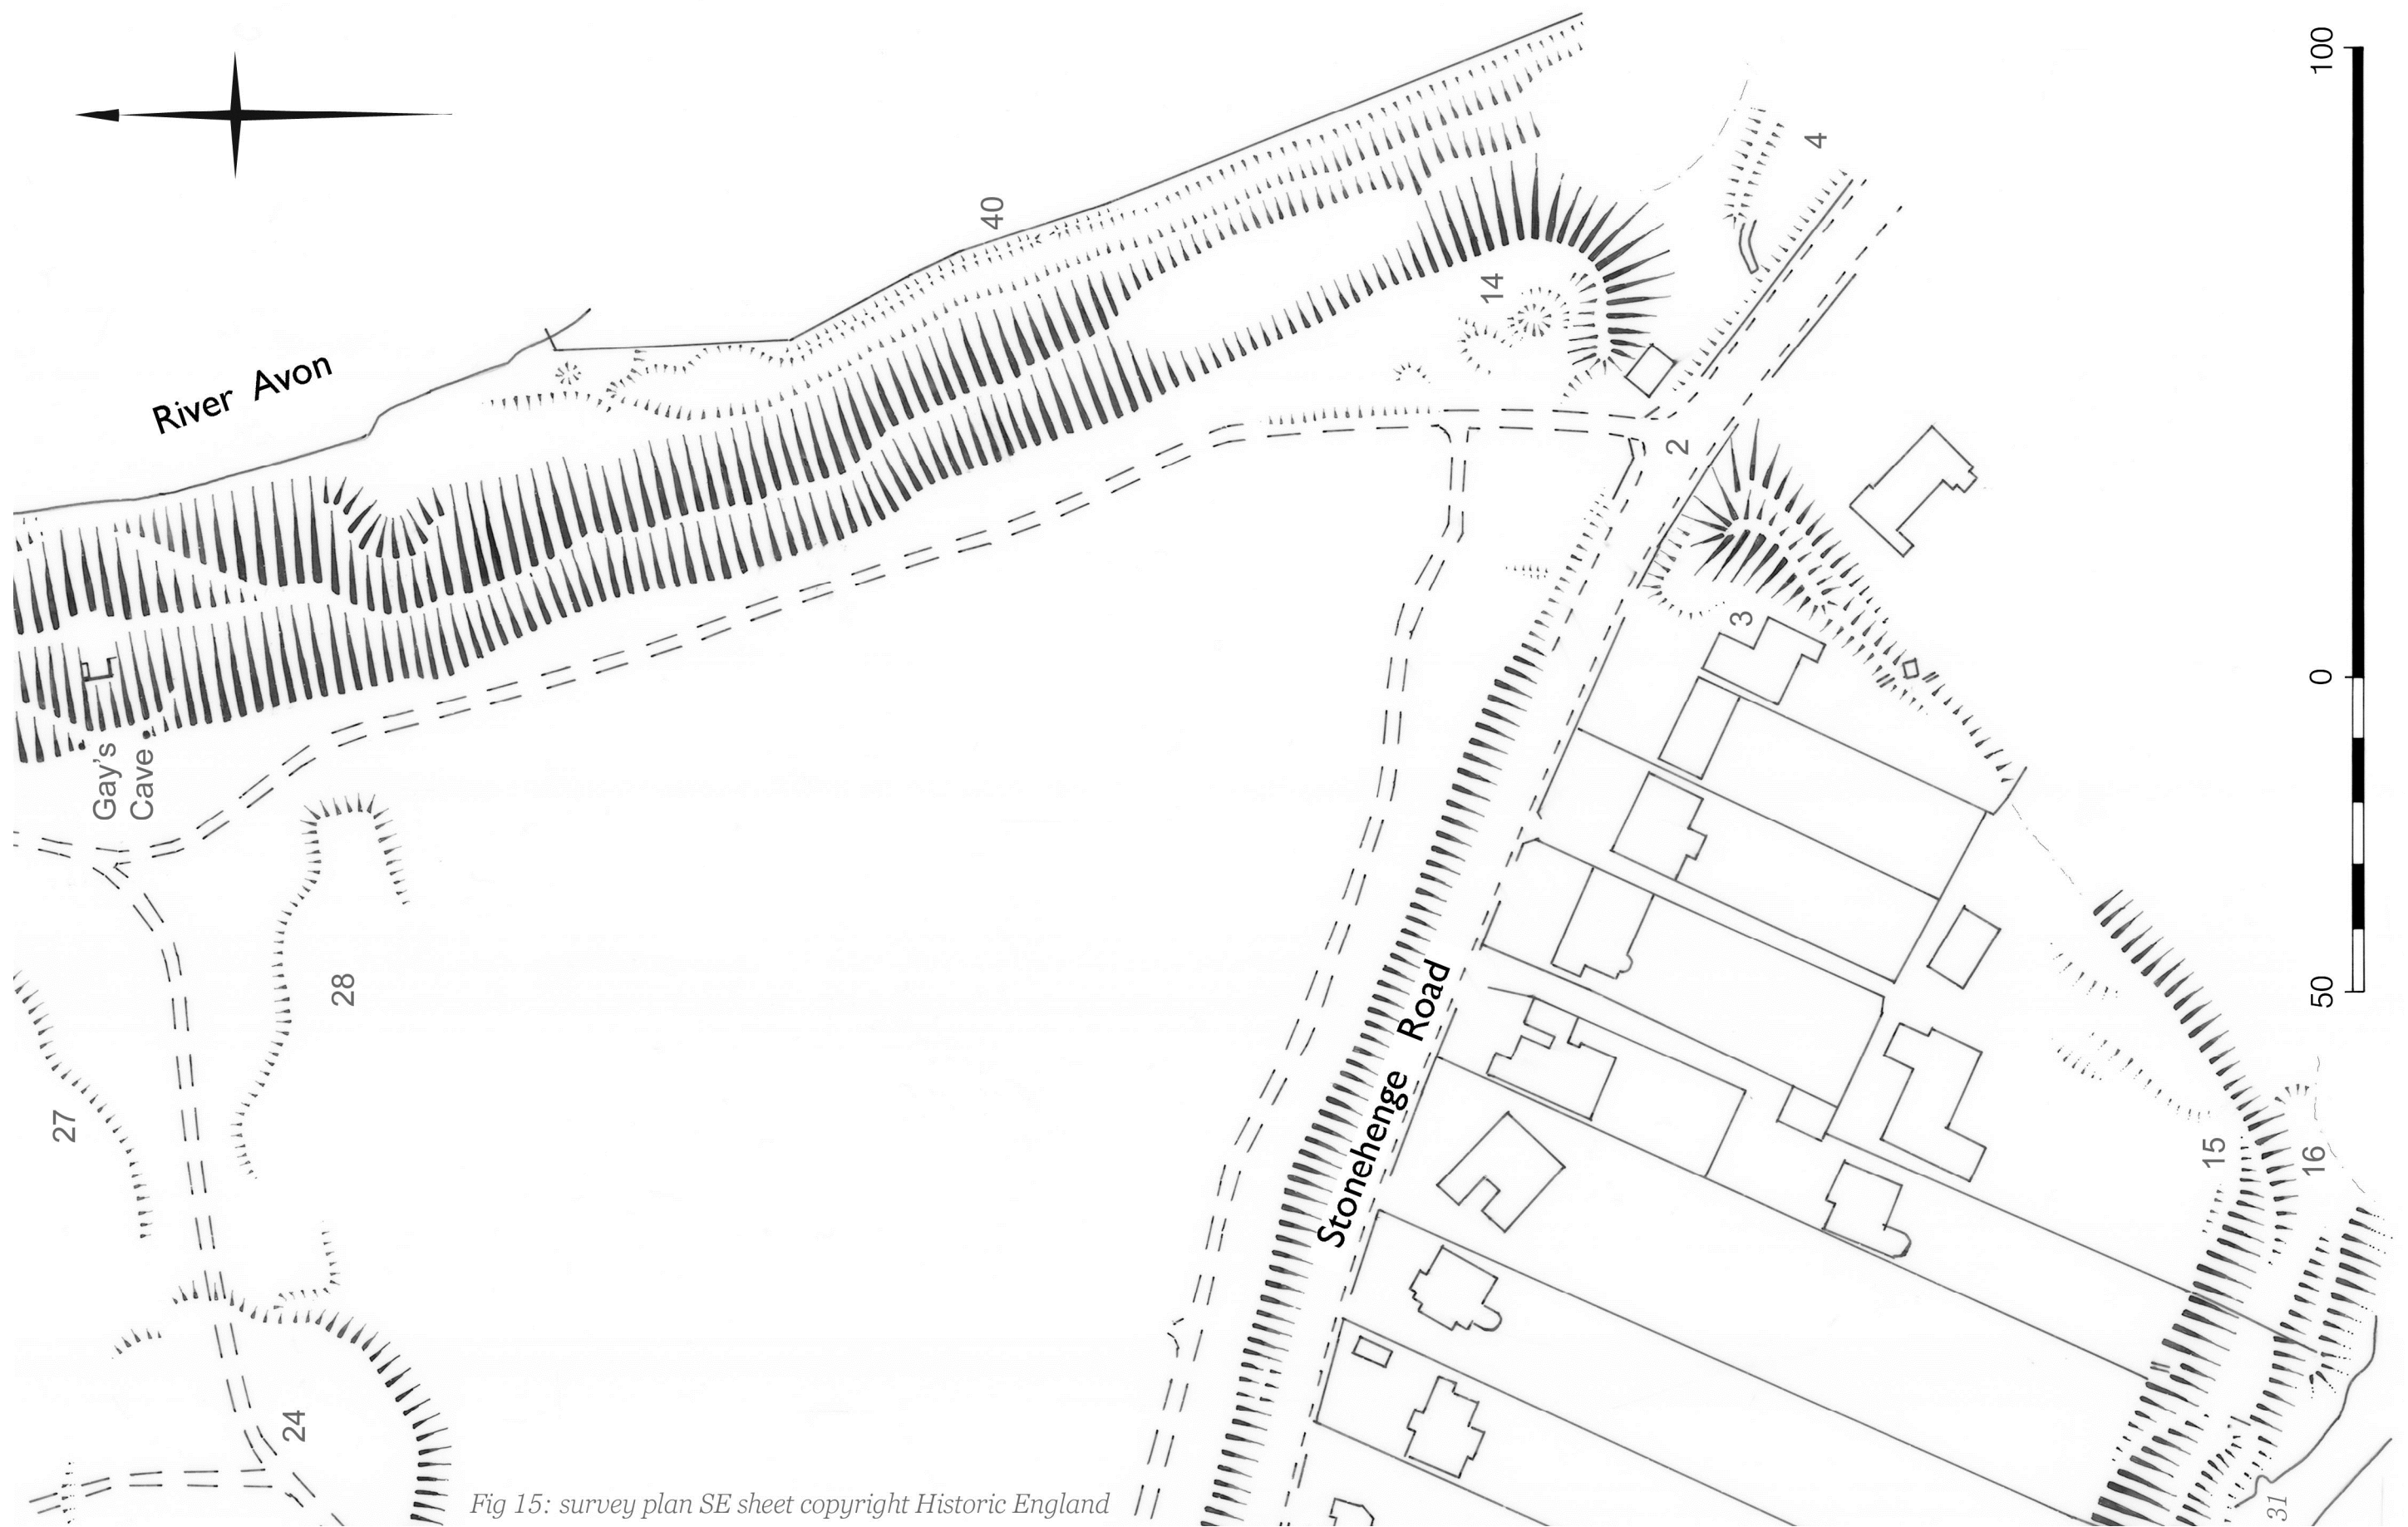 100
4
40
14
River Avon
2
3
0
Gay's
Cave
50
28
Stonehenge Road
27
15
16
24
Fig 15: survey plan SE sheet copyright Historic England
31